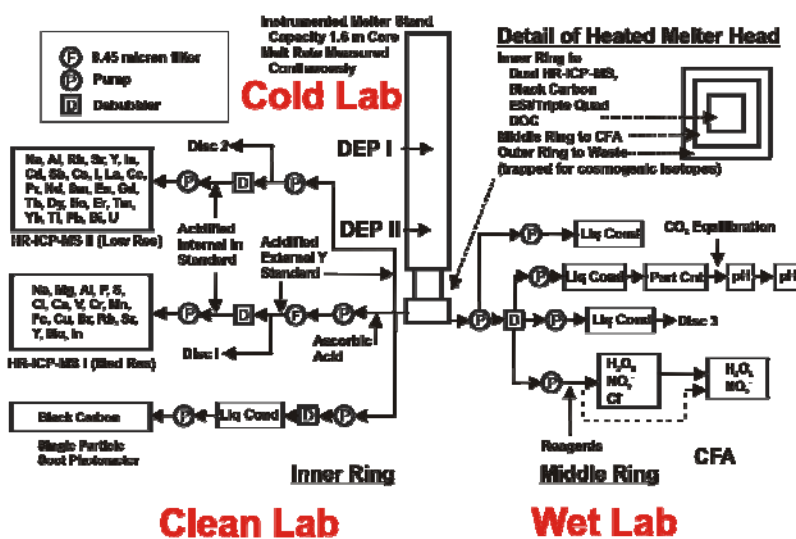 Instrumented Melter Stand
Capacity 1.6 m Core
Melt Rate Measured
Continuously
Cold Lab
F
0.45 micron filter
P
Pump
D
Debubbler
Detail of Heated Melter Head
Inner Ring to
Dual HR-ICP-MS,
Black Carbon
ESI/Triple Quad
DOC
Middle Ring to CFA
Outer Ring to Waste
(trapped for cosmogenic isotopes)
DEP I
DEP II
Disc 2
Na, Al, Rb, Sr, Y, In,
Cd, Sb, Cs, I, La, Ce,
Pr, Nd, Sm, Eu, Gd,
Tb, Dy, Ho, Er, Tm,
Yb, Tl, Pb, Bi, U
HR-ICP-MS II (Low Res)
P
D
P
P
Acidified
Internal In
Standard
Acidified
External Y
Standard
Na, Mg, Al, P, S,
Cl, Ca, V, Cr, Mn,
Fe, Cu, Br, Rb, Sr,
Y, In
HR-ICP-MS I (Med Res)
P
D
F
P
Disc I
Ascorbic
Acid
Black Carbon
P
Liq Cond
D
P
Single Particle
Soot Photometer
Inner Ring
Clean Lab
P
Liq Cond
CO₂ Equilibration
P
Liq Cond
Part Cnt
pH
pH
P
D
P
Liq Cond
Disc 3
P
NO₃⁻
H₂O₂
NO₃⁻
Reagents
Middle Ring
CFA
Wet Lab